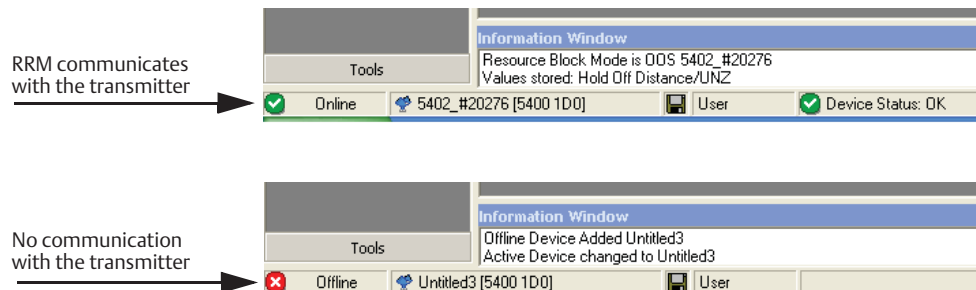 RRM communicates
with the transmitter
Information Window
Resource Block Mode is OOS 5402_#20276
Values stored: Hold Off Distance/UNZ
Tools
Online 5402_#20276 [5400 1D0] User Device Status: OK
No communication
with the transmitter
Information Window
Offline Device Added Untitled3
Active Device changed to Untitled3
Tools
Offline Untitled3 [5400 1D0] User